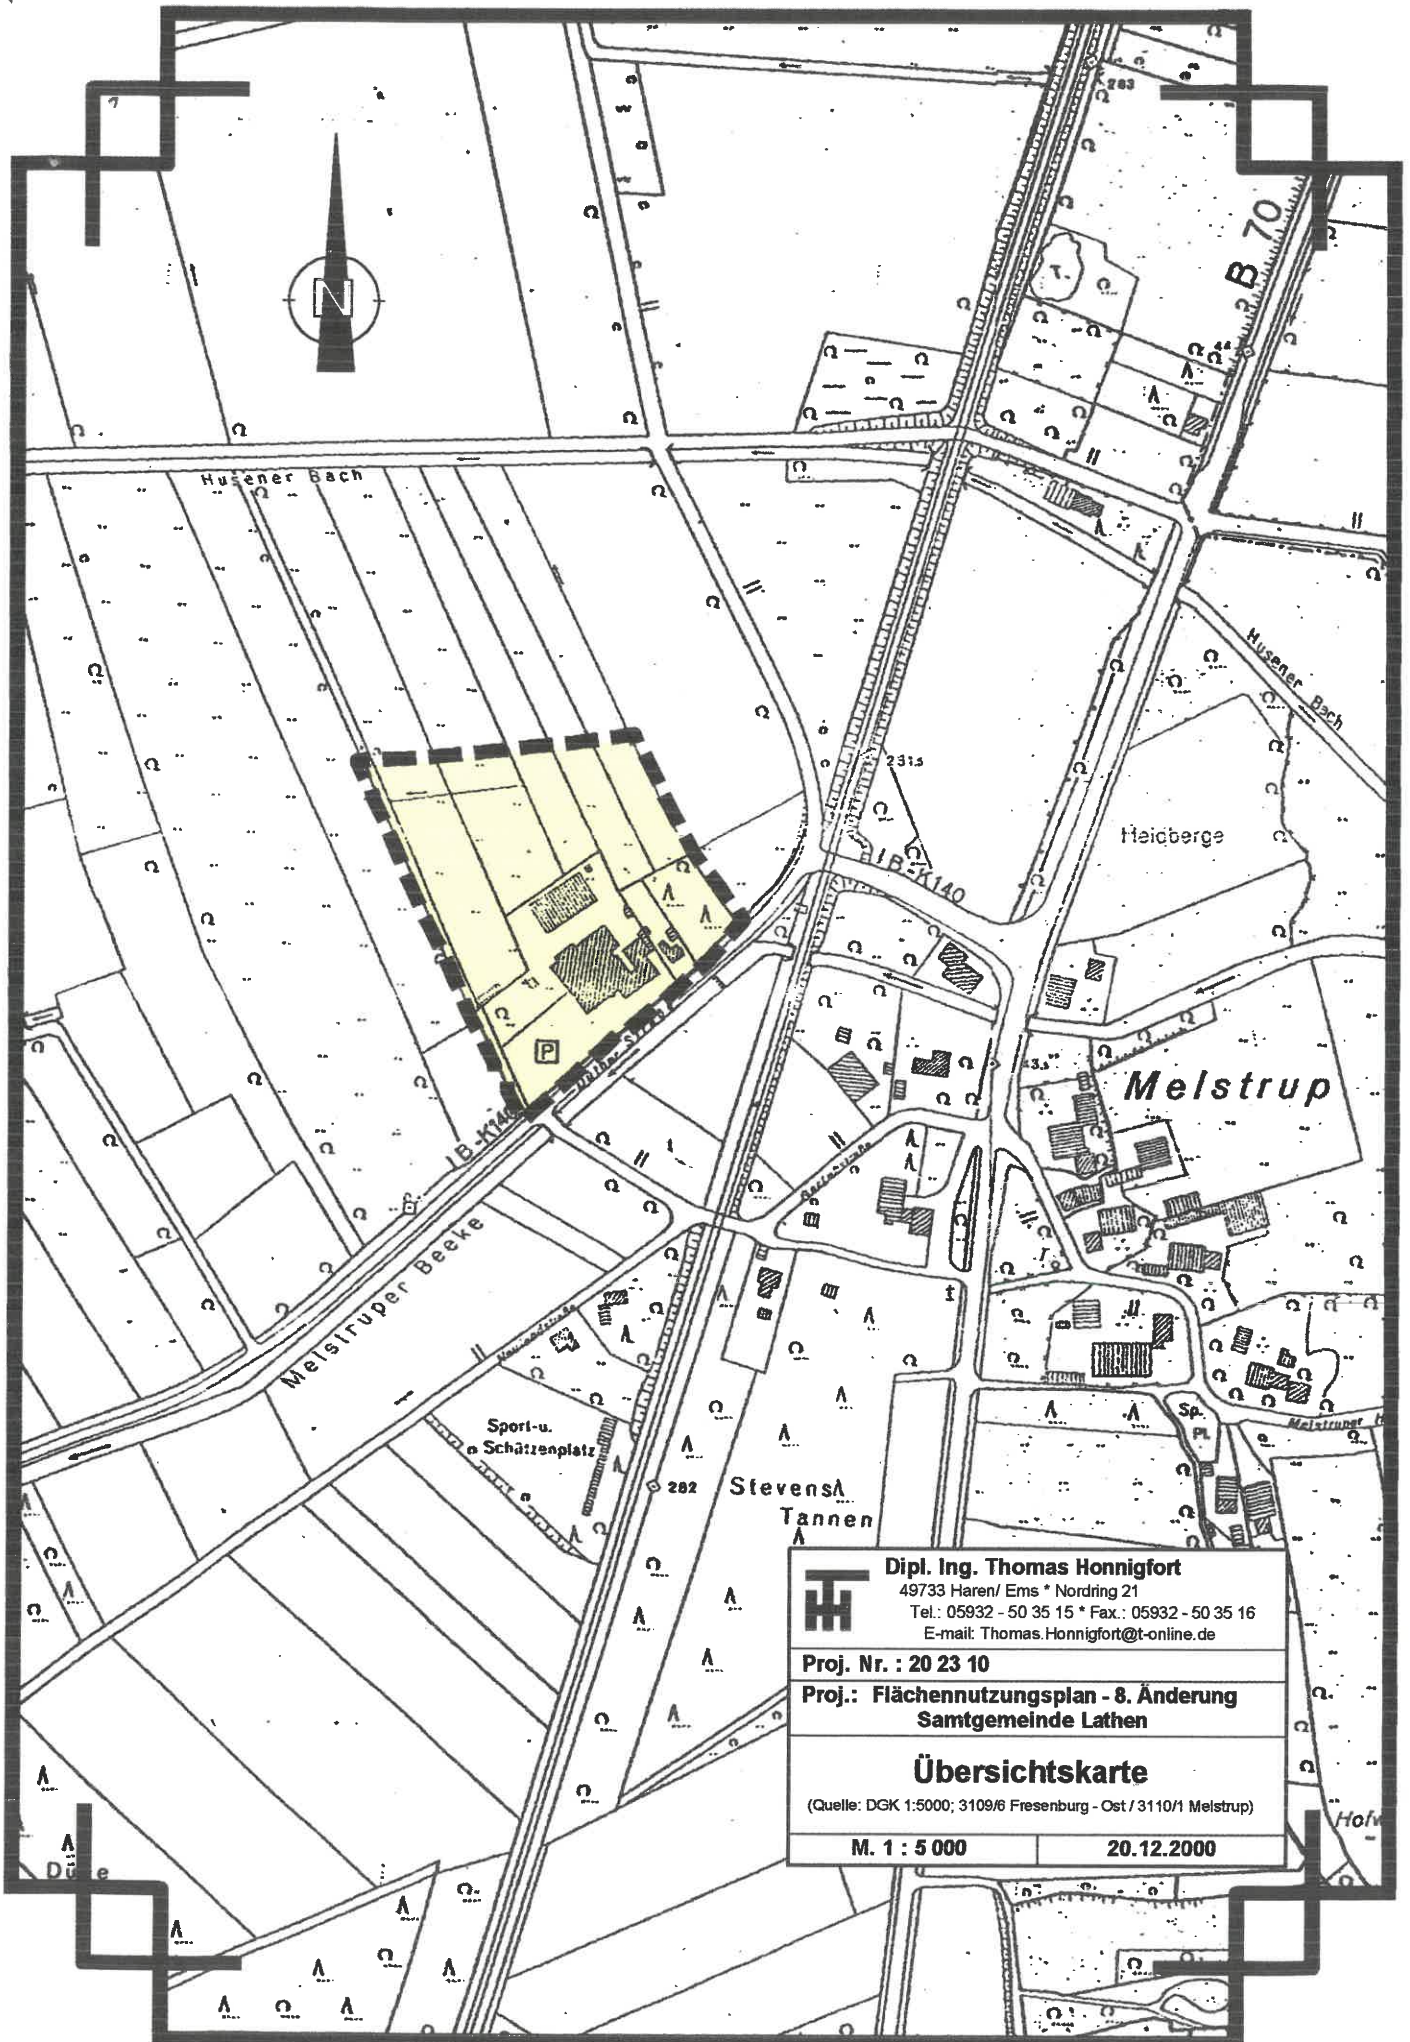 283
N
B 70
44
Husener Bach
Husener Bach
231.5
Heidberge
I B.-K140
P
Melstrup
I B.-K140
Melstruper Beeke
Sport-u.
Schützenplatz
Sp.
Pl.
282
Stevens
Tannen
Dipl. Ing. Thomas Honnigfort
49733 Haren/ Ems * Nordring 21
Tel.: 05932 - 50 35 15 * Fax.: 05932 - 50 35 16
E-mail: Thomas.Honnigfort@t-online.de
Proj. Nr. : 20 23 10
Proj.: Flächennutzungsplan - 8. Änderung
Samtgemeinde Lathen
Übersichtskarte
(Quelle: DGK 1:5000; 3109/6 Fresenburg - Ost / 3110/1 Melstrup)
M. 1 : 5 000
20.12.2000